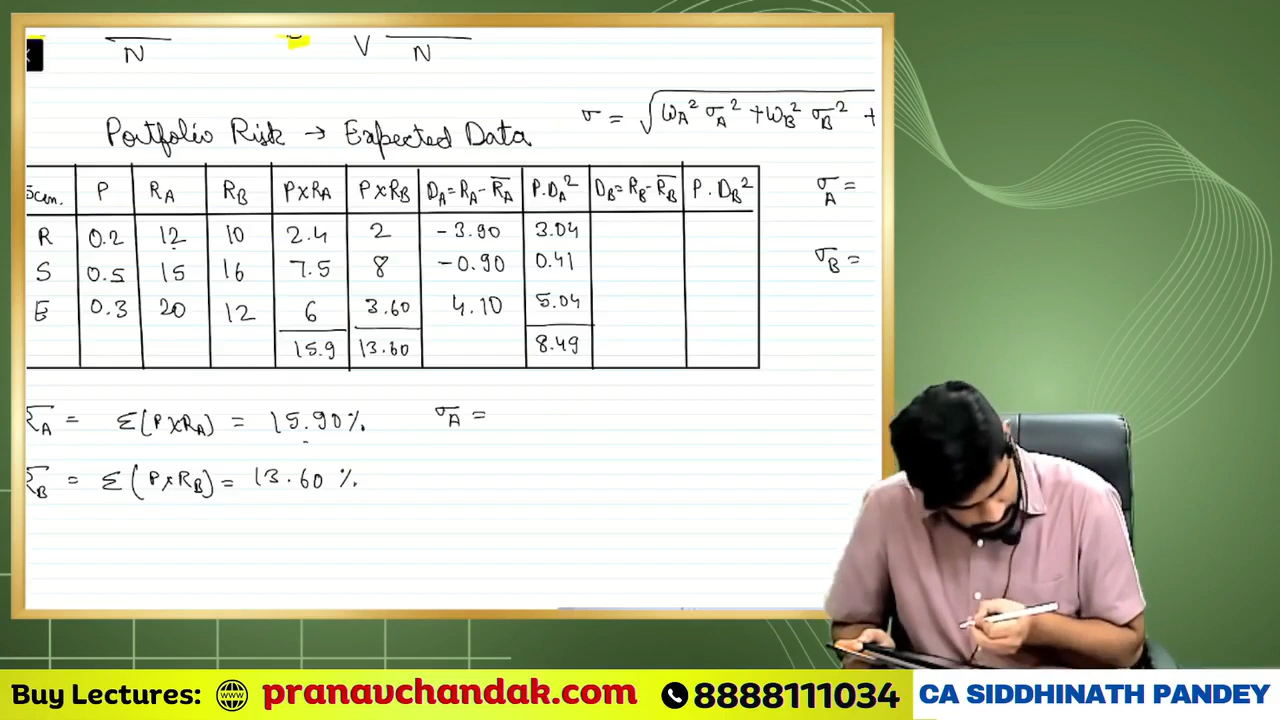 N V N
Portfolio Risk → Expected Data σ = √ω_A² σ_A² + ω_B² σ_B² +
Scen. P R_A R_B P×R_A P×R_B D_A = R_A - R̅_A P.D_A² D_B = R_B - R̅_B P.D_B²
σ_A =
R 0.2 12 10 2.4 2 -3.90 3.04
S 0.5 15 16 7.5 8 -0.90 0.41
σ_B =
E 0.3 20 12 6 3.60 4.10 5.04
15.9 13.60 8.49
R̅_A = Σ(P×R_A) = 15.90% σ_A =
R̅_B = Σ(P×R_B) = 13.60 %
Buy Lectures: pranavchandak.com 8888111034 CA SIDDHINATH PANDEY